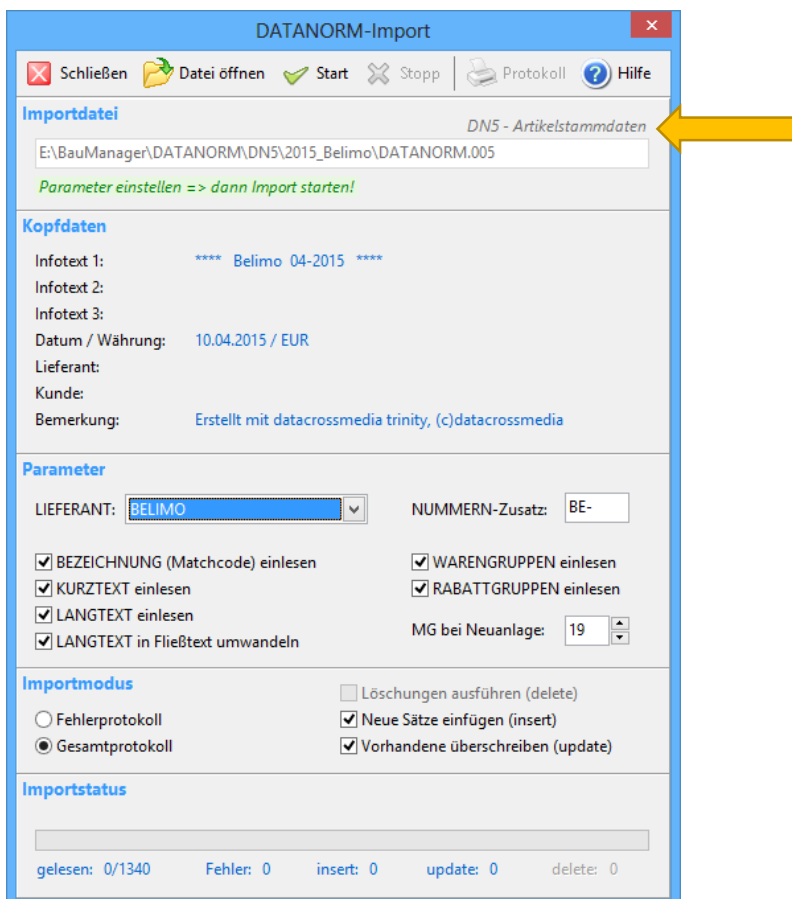 DATANORM-Import
Schließen Datei öffnen Start Stopp Protokoll Hilfe
Importdatei
DN5 - Artikelstammdaten
E:\BauManager\DATANORM\DN5\2015_Belimo\DATANORM.005
Parameter einstellen => dann Import starten!
Kopfdaten
Infotext 1: **** Belimo 04-2015 ****
Infotext 2:
Infotext 3:
Datum / Währung: 10.04.2015 / EUR
Lieferant:
Kunde:
Bemerkung: Erstellt mit datacrossmedia trinity, (c)datacrossmedia
Parameter
LIEFERANT: BELIMO NUMMERN-Zusatz: BE-
BEZEICHNUNG (Matchcode) einlesen WARENGRUPPEN einlesen
KURZTEXT einlesen RABATTGRUPPEN einlesen
LANGTEXT einlesen
MG bei Neuanlage: 19
LANGTEXT in Fließtext umwandeln
Importmodus
Löschungen ausführen (delete)
Fehlerprotokoll Neue Sätze einfügen (insert)
Gesamtprotokoll Vorhandene überschreiben (update)
Importstatus
gelesen: 0/1340 Fehler: 0 insert: 0 update: 0 delete: 0